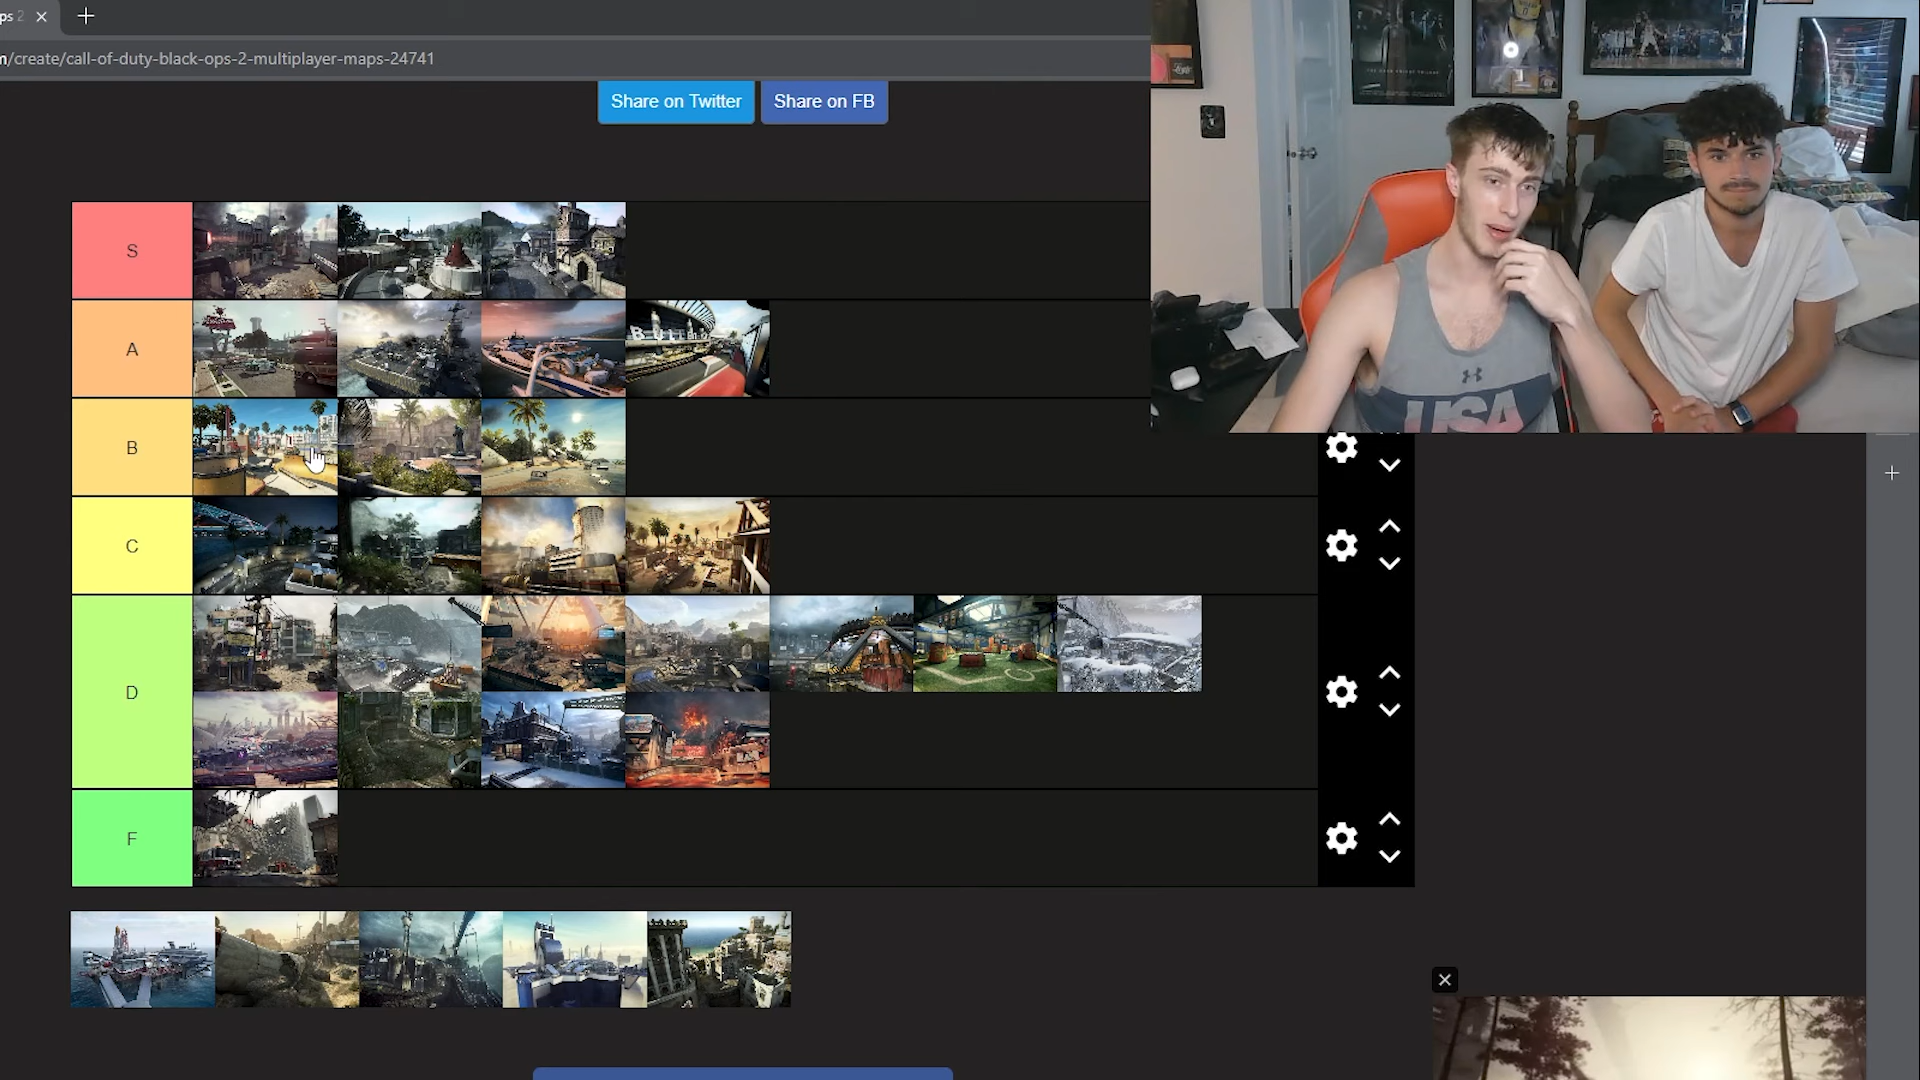 ps 2
/create/call-of-duty-black-ops-2-multiplayer-maps-24741
Share on Twitter
Share on FB
S
A
B
C
D
F
USA